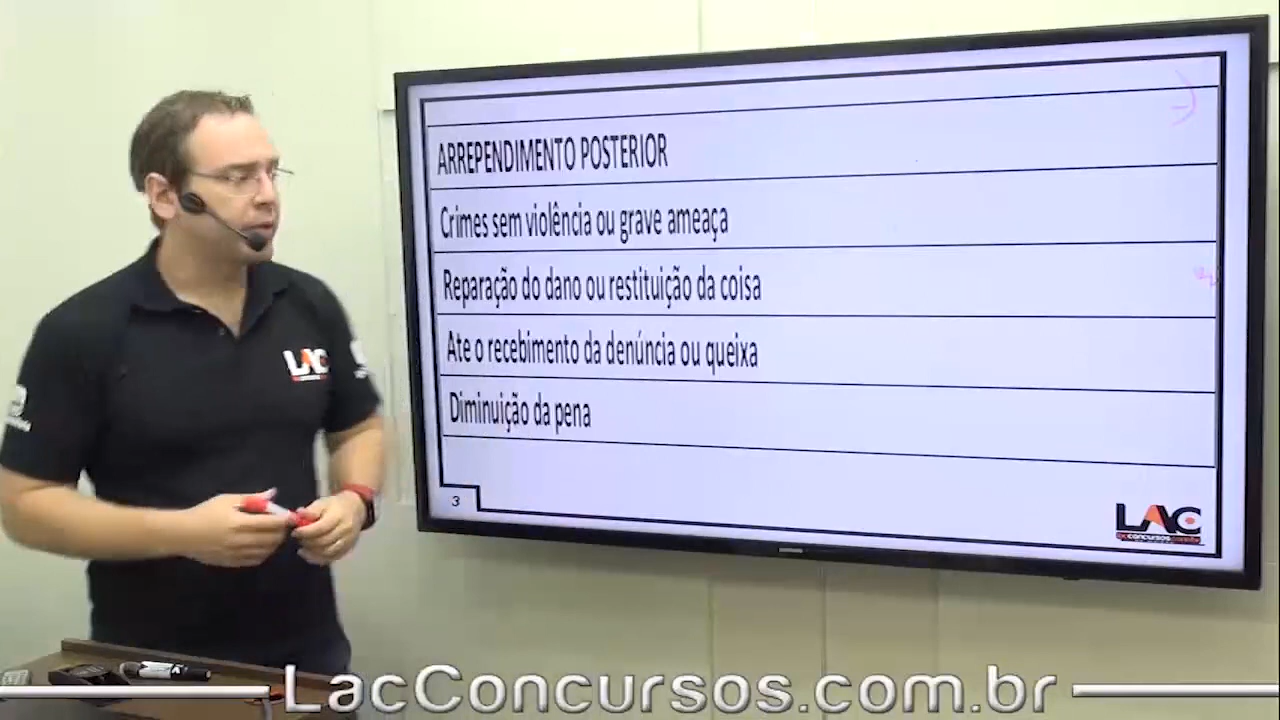 ARREPENDIMENTO POSTERIOR
Crimes sem violência ou grave ameaça
Reparação do dano ou restituição da coisa
Ate o recebimento da denúncia ou queixa
Diminuição da pena
3
LAC
LAC
LacConcursos.com.br